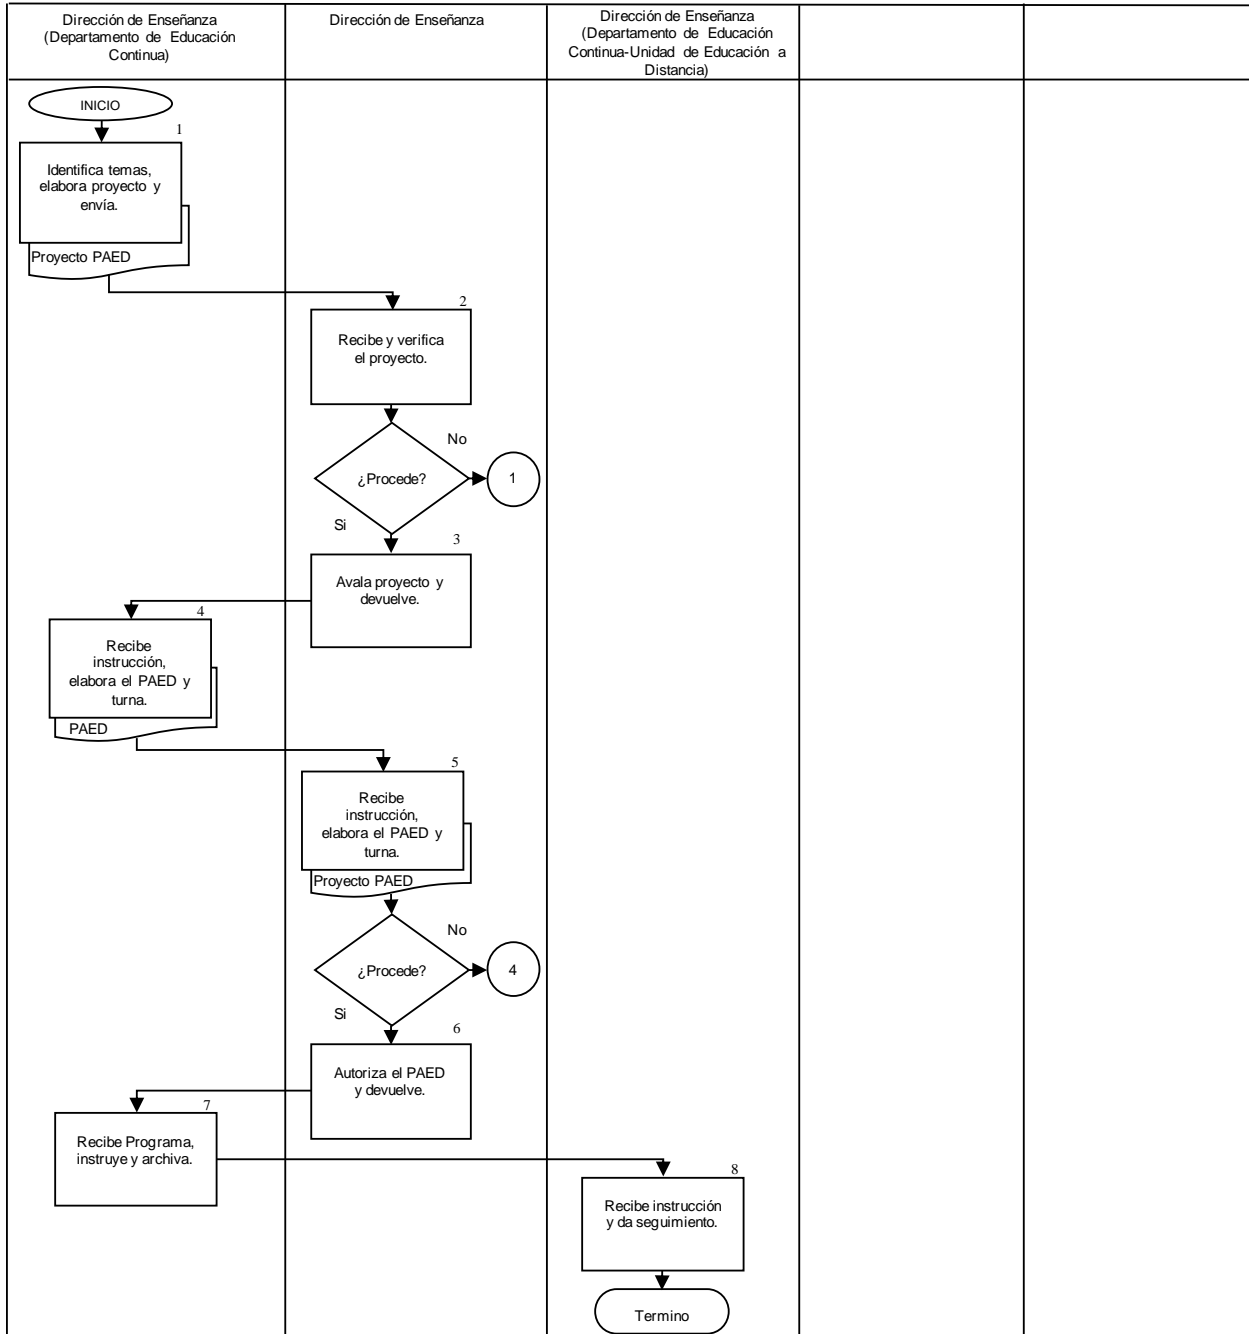 Dirección de Enseñanza
(Departamento de Educación
Continua)
Dirección de Enseñanza
Dirección de Enseñanza
(Departamento de Educación
Continua-Unidad de Educación a
Distancia)
INICIO
1
Identifica temas,
elabora proyecto y
envía.
Proyecto PAED
2
Recibe y verifica
el proyecto.
No
¿Procede?
1
Si
3
Avala proyecto y
devuelve.
4
Recibe
instrucción,
elabora el PAED y
turna.
PAED
5
Recibe
instrucción,
elabora el PAED y
turna.
Proyecto PAED
No
¿Procede?
4
Si
6
Autoriza el PAED
y devuelve.
7
Recibe Programa,
instruye y archiva.
8
Recibe instrucción
y da seguimiento.
Termino